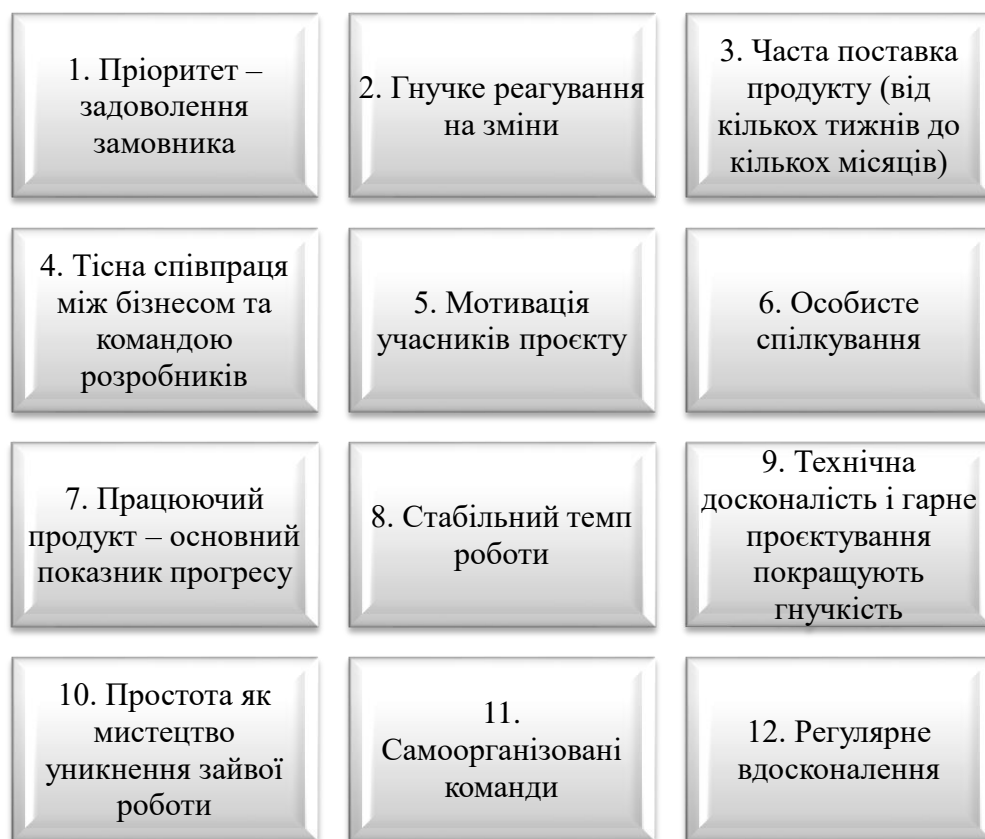 1. Пріоритет –
задоволення
замовника
2. Гнучке реагування
на зміни
3. Часта поставка
продукту (від
кількох тижнів до
кількох місяців)
4. Тісна співпраця
між бізнесом та
командою
розробників
5. Мотивація
учасників проєкту
6. Особисте
спілкування
7. Працюючий
продукт – основний
показник прогресу
8. Стабільний темп
роботи
9. Технічна
досконалість і гарне
проєктування
покращують
гнучкість
10. Простота як
мистецтво
уникнення зайвої
роботи
11.
Самоорганізовані
команди
12. Регулярне
вдосконалення